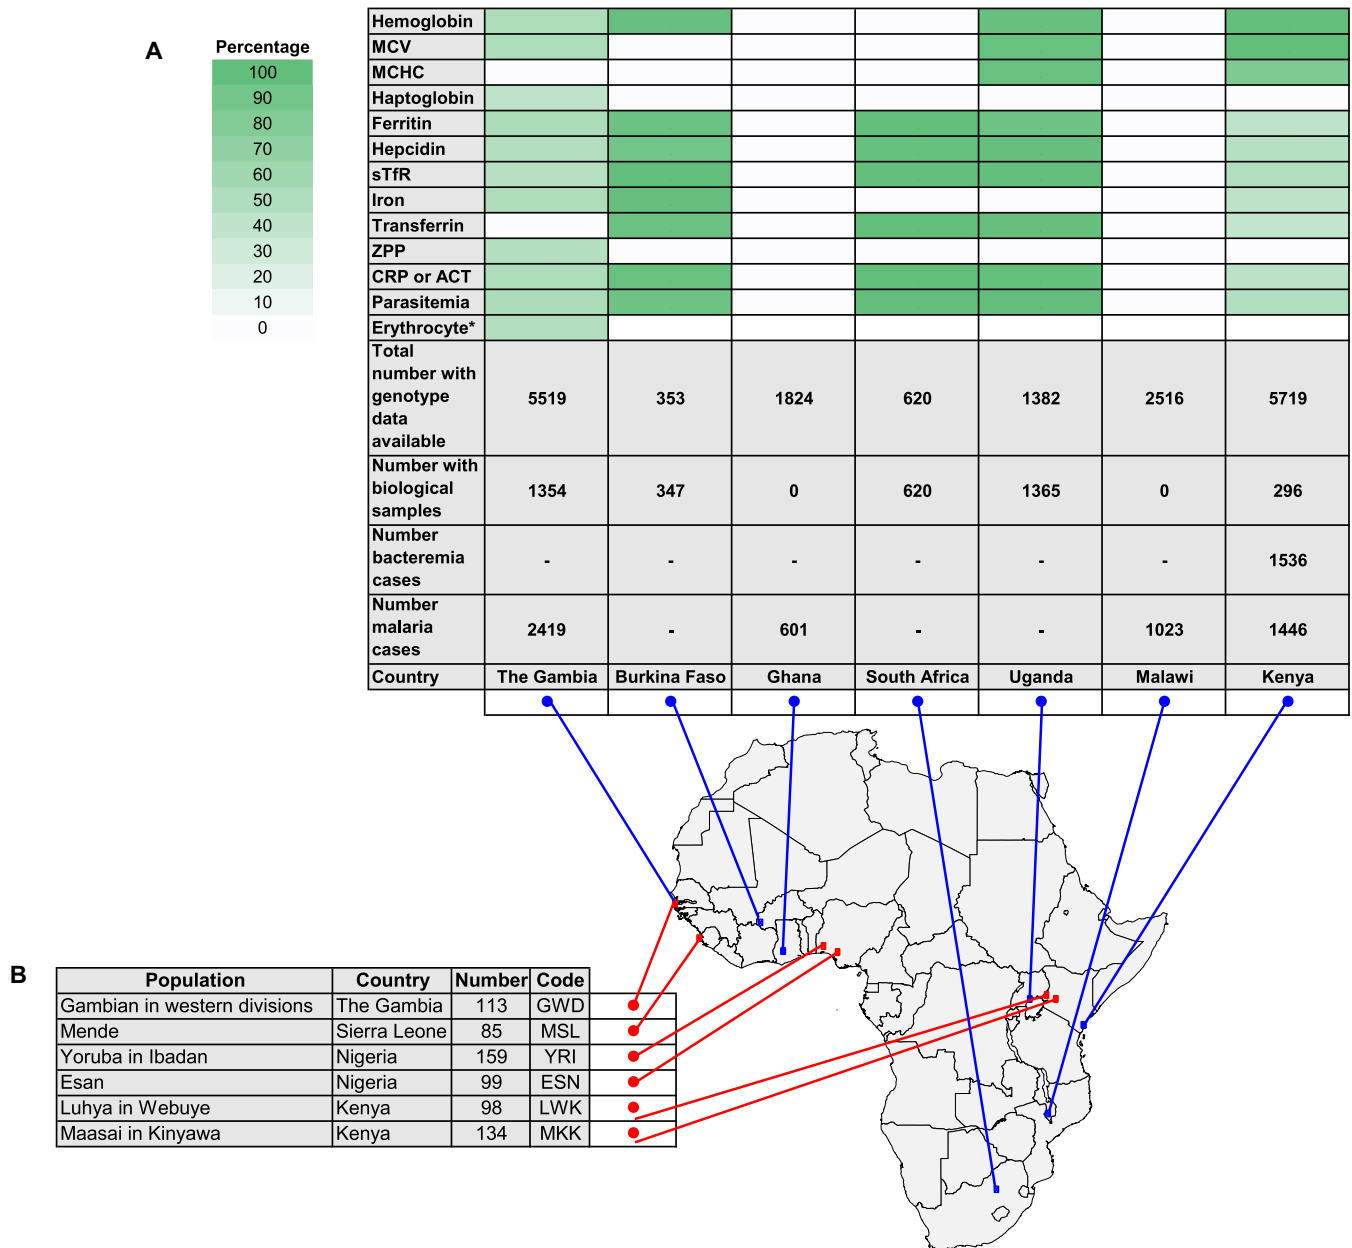 A
Percentage
100
90
80
70
60
50
40
30
20
10
0
Hemoglobin
MCV
MCHC
Haptoglobin
Ferritin
Hepcidin
sTfR
Iron
Transferrin
ZPP
CRP or ACT
Parasitemia
Erythrocyte*
Total
number with
genotype
data
available
5519 353 1824 620 1382 2516 5719
Number with
biological
samples
1354 347 0 620 1365 0 296
Number
bacteremia
cases
- - - - - - 1536
Number
malaria
cases
2419 - 601 - - 1023 1446
Country The Gambia Burkina Faso Ghana South Africa Uganda Malawi Kenya
B
Population Country Number Code
Gambian in western divisions The Gambia 113 GWD
Mende Sierra Leone 85 MSL
Yoruba in Ibadan Nigeria 159 YRI
Esan Nigeria 99 ESN
Luhya in Webuye Kenya 98 LWK
Maasai in Kinyawa Kenya 134 MKK